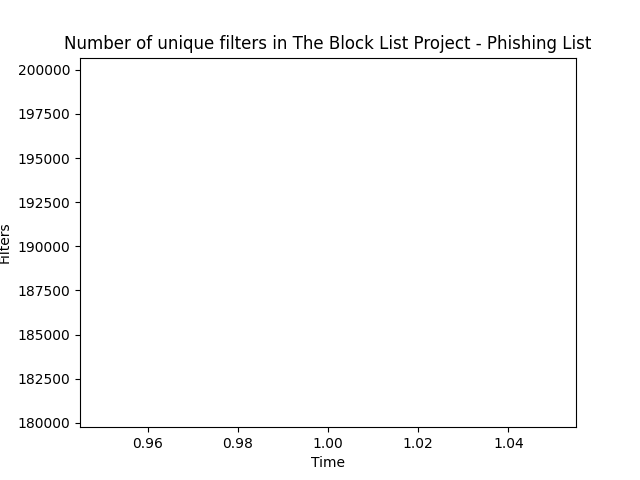 Number of unique filters in The Block List Project - Phishing List
200000
197500
195000
192500
190000
187500
185000
182500
180000
Filters
0.96 0.98 1.00 1.02 1.04
Time